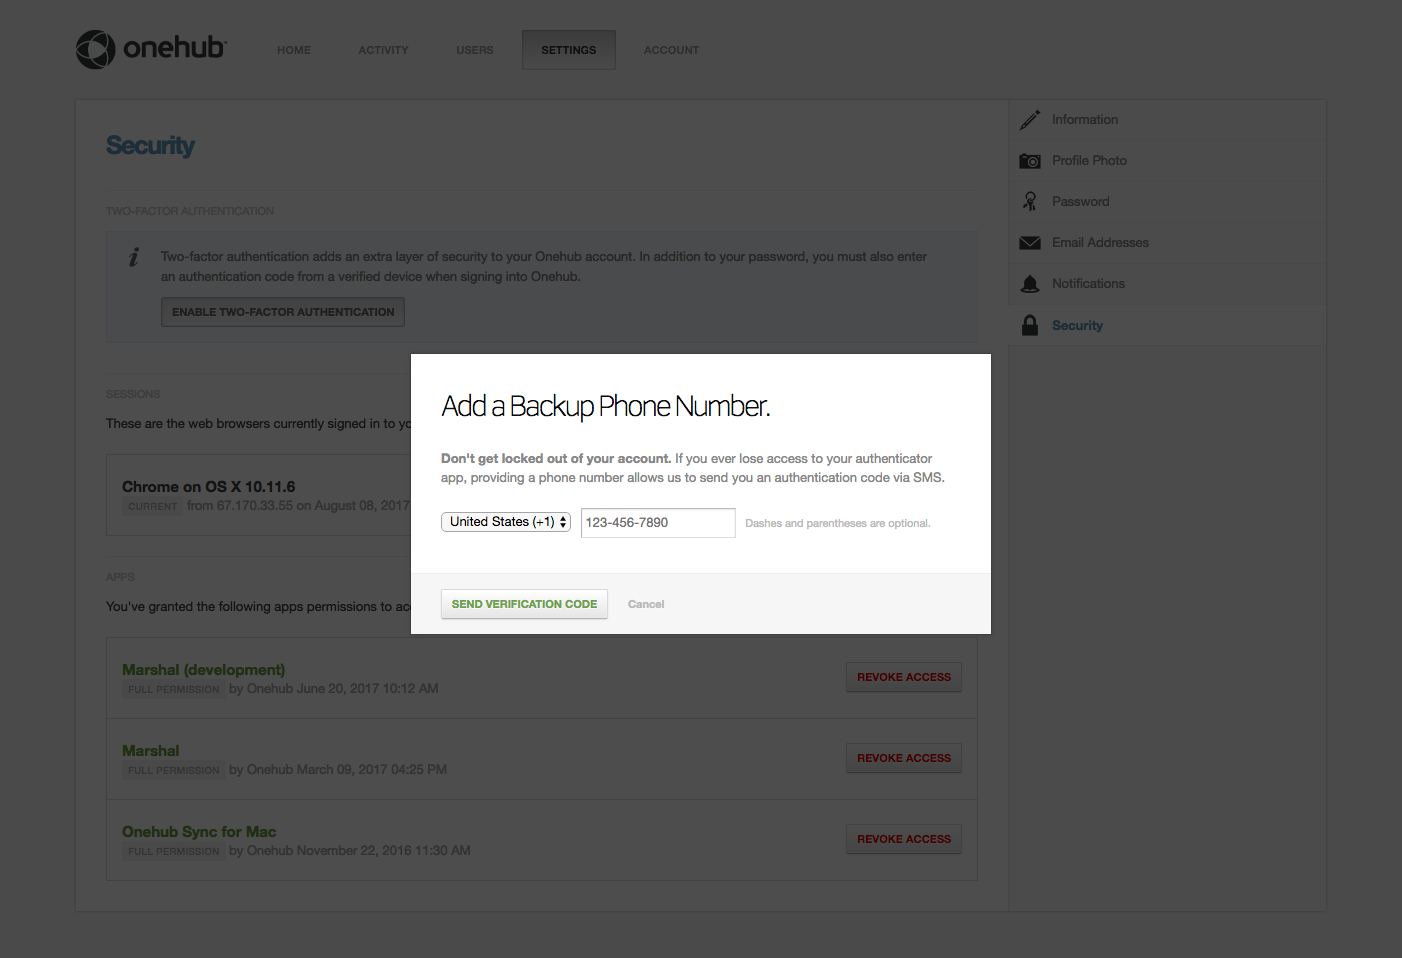 onehub
HOME
ACTIVITY
USERS
SETTINGS
ACCOUNT
Security
TWO-FACTOR AUTHENTICATION
i
Two-factor authentication adds an extra layer of security to your Onehub account. In addition to your password, you must also enter
an authentication code from a verified device when signing into Onehub.
ENABLE TWO-FACTOR AUTHENTICATION
SESSIONS
These are the web browsers currently signed in to
Chrome on OS X 10.11.6
CURRENT from 67.170.33.55 on August 08, 2017
APPS
You've granted the following apps permissions to
Marshal (development)
FULL PERMISSION by Onehub June 20, 2017 10:12 AM
REVOKE ACCESS
Marshal
FULL PERMISSION by Onehub March 09, 2017 04:25 PM
REVOKE ACCESS
Onehub Sync for Mac
FULL PERMISSION by Onehub November 22, 2016 11:30 AM
REVOKE ACCESS
Information
Profile Photo
Password
Email Addresses
Notifications
Security
Add a Backup Phone Number.
Don't get locked out of your account. If you ever lose access to your authenticator
app, providing a phone number allows us to send you an authentication code via SMS.
United States (+1)
123-456-7890
Dashes and parentheses are optional.
SEND VERIFICATION CODE
Cancel